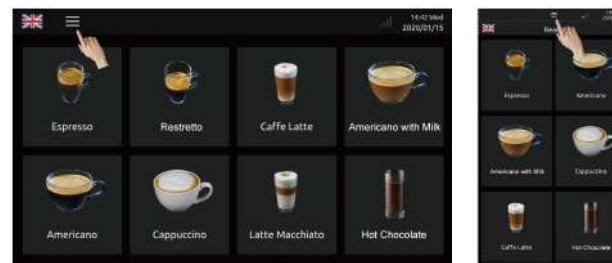 14:42 Wed
2020/01/15
Espresso
Restretto
Caffe Latte
Americano with Milk
Americano
Cappuccino
Latte Macchiato
Hot Chocolate
Espresso
Americano
Americano with Milk
Cappuccino
Caffe Latte
Hot Chocolate